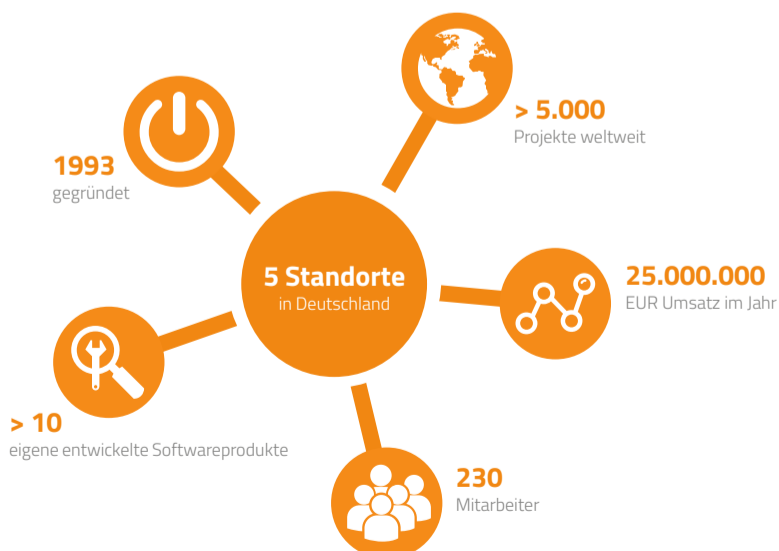 > 5.000
Projekte weltweit
1993
gegründet
5 Standorte
in Deutschland
25.000.000
EUR Umsatz im Jahr
> 10
eigene entwickelte Softwareprodukte
230
Mitarbeiter